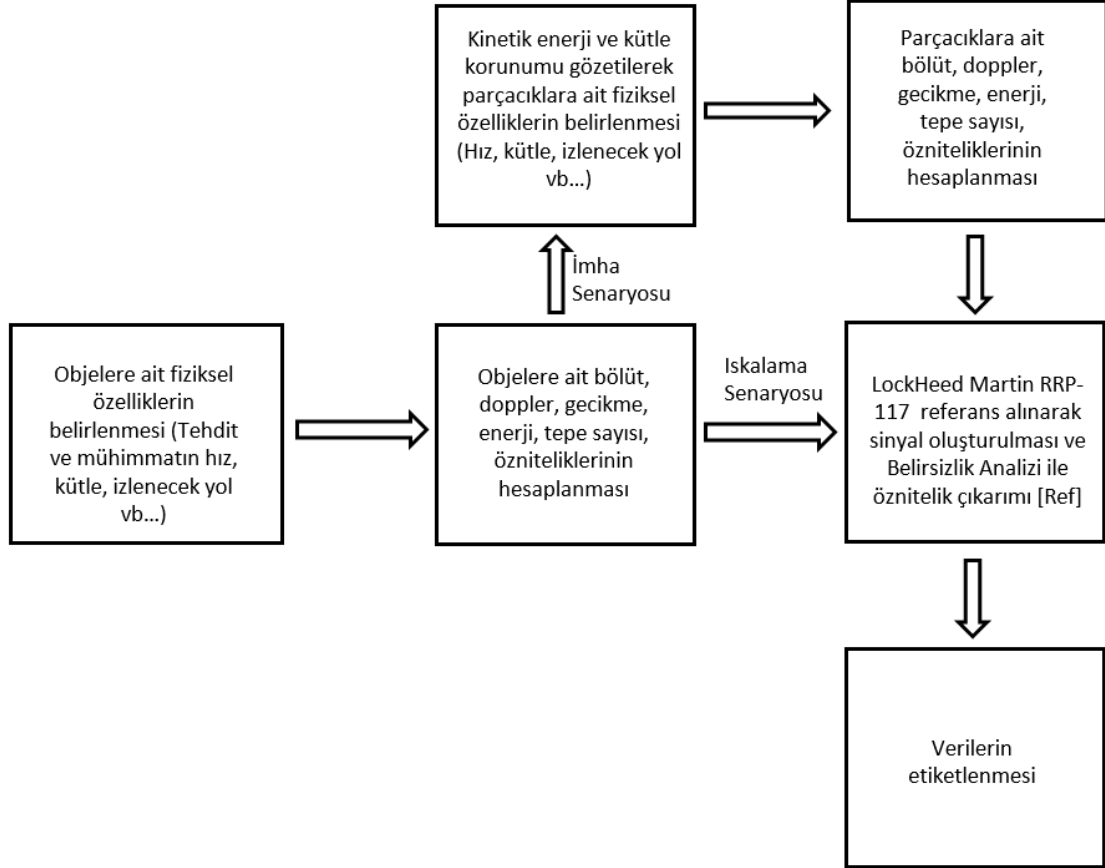 Kinetik enerji ve kütle
korunumu gözetilerek
parçacıklara ait fiziksel
özelliklerin belirlenmesi
(Hız, kütle, izlenecek yol
vb...)
Parçacıklara ait
bölüt, doppler,
gecikme, enerji,
tepe sayısı,
özniteliklerinin
hesaplanması
İmha
Senaryosu
Objelere ait fiziksel
özelliklerin
belirlenmesi (Tehdit
ve mühimmatın hız,
kütle, izlenecek yol
vb...)
Objelere ait bölüt,
doppler, gecikme,
enerji, tepe sayısı,
özniteliklerinin
hesaplanması
Iskalama
Senaryosu
LockHeed Martin RRP-
117 referans alınarak
sinyal oluşturulması ve
Belirsizlik Analizi ile
öznitelik çıkarımı [Ref]
Verilerin
etiketlenmesi